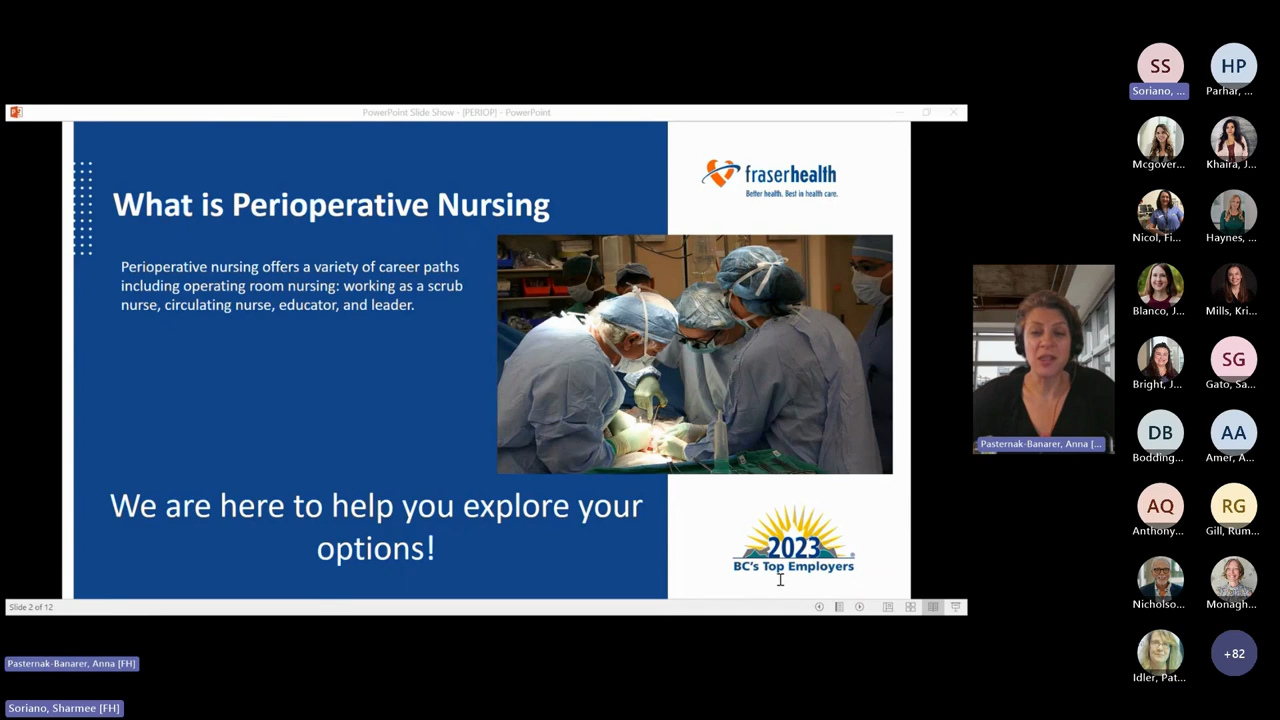 PowerPoint Slide Show - [PERIOP] - PowerPoint
What is Perioperative Nursing
Perioperative nursing offers a variety of career paths
including operating room nursing: working as a scrub
nurse, circulating nurse, educator, and leader.
We are here to help you explore your
options!
fraserhealth
Better health. Best in health care.
2023
BC's Top Employers
Slide 2 of 12
Pasternak-Banarer, Anna [...
SS
Soriano, ...
HP
Parhar, ...
Mcgover...
Khaira, J...
Nicol, Fi...
Haynes, ...
Blanco, J...
Mills, Kri...
Bright, J...
SG
Gato, Sa...
DB
Bodding...
AA
Amer, A...
AQ
Anthony...
RG
Gill, Rum...
Nicholso...
Monagh...
Idler, Pat...
+82
Pasternak-Banarer, Anna [FH]
Soriano, Sharmee [FH]